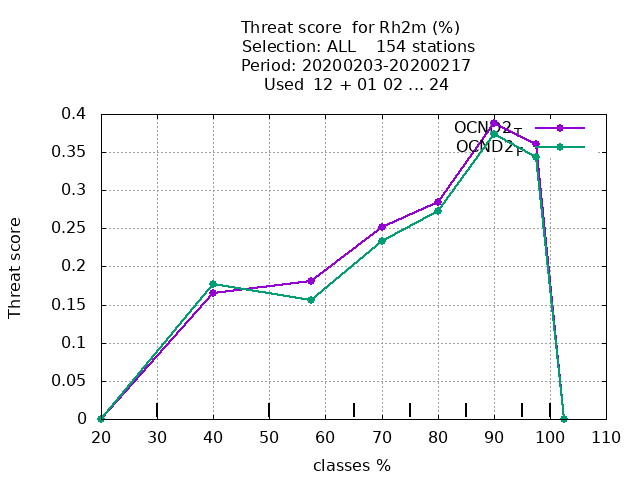 Threat score  for Rh2m (%)
Selection: ALL    154 stations
Period: 20200203-20200217
Used  12 + 01 02 ... 24
OCND2_T
OCND2_F
0.4
0.35
0.3
0.25
0.2
0.15
0.1
0.05
0
20 30 40 50 60 70 80 90 100 110
Threat score
classes %